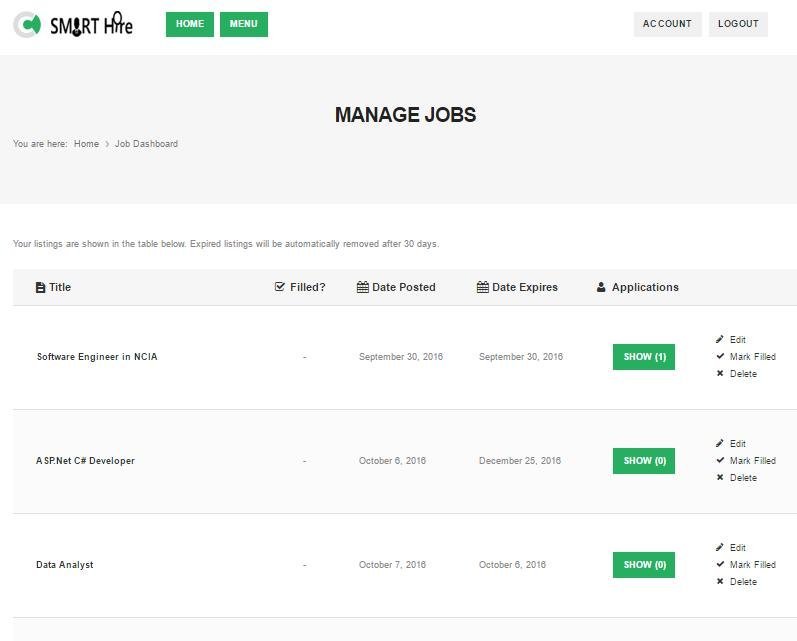 SMART Hire HOME MENU ACCOUNT LOGOUT
MANAGE JOBS
You are here: Home › Job Dashboard
Your listings are shown in the table below. Expired listings will be automatically removed after 30 days.
Title Filled? Date Posted Date Expires Applications
Edit
Software Engineer in NCIA - September 30, 2016 September 30, 2016 SHOW (1) Mark Filled
Delete
Edit
ASP.Net C# Developer - October 6, 2016 December 25, 2016 SHOW (0) Mark Filled
Delete
Edit
Data Analyst - October 7, 2016 October 6, 2016 SHOW (0) Mark Filled
Delete